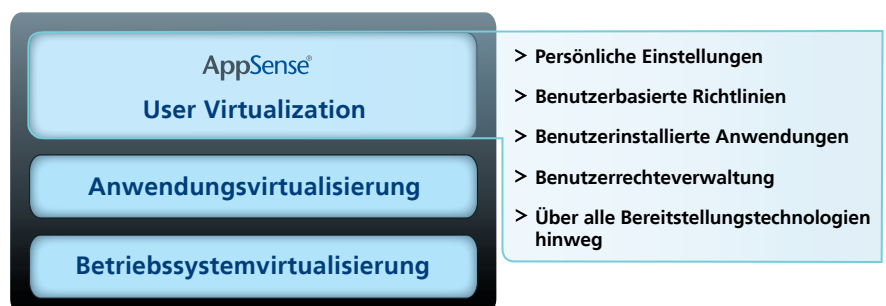 AppSense®
User Virtualization
Anwendungsvirtualisierung
Betriebssystemvirtualisierung
> Persönliche Einstellungen
> Benutzerbasierte Richtlinien
> Benutzerinstallierte Anwendungen
> Benutzerrechteverwaltung
> Über alle Bereitstellungstechnologien
hinweg